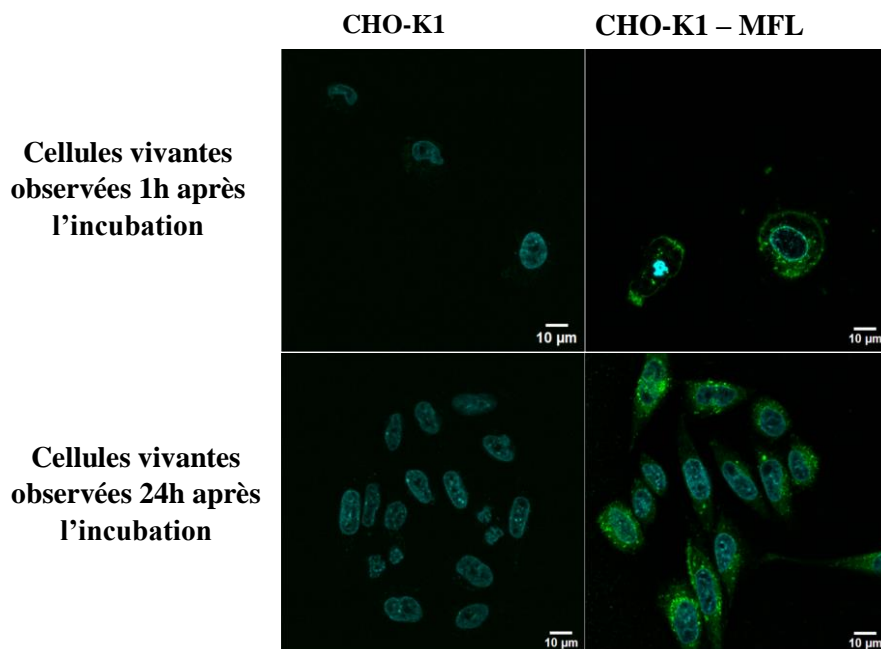 CHO-K1
CHO-K1 – MFL
Cellules vivantes
observées 1h après
l’incubation
10 µm
10 µm
Cellules vivantes
observées 24h après
l’incubation
10 µm
10 µm